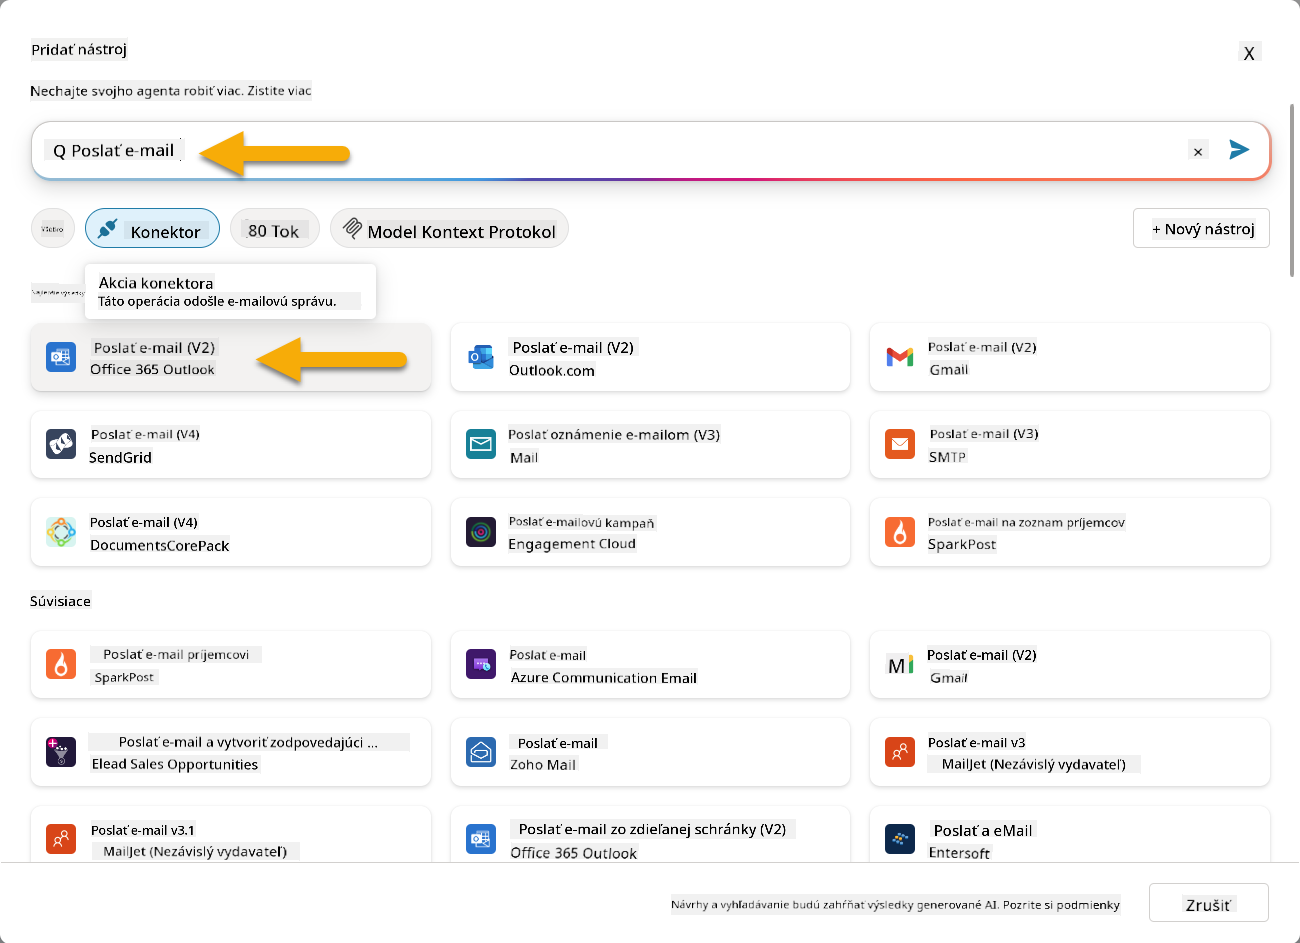 Pridať nástroj
X
Nechajte svojho agenta robiť viac. Zistite viac
Q Poslať e-mail
×
Všetko
Konektor
80 Tok
Model Kontext Protokol
+ Nový nástroj
Akcia konektora
Táto operácia odošle e-mailovú správu.
Poslať e-mail (V2)
Office 365 Outlook
Poslať e-mail (V2)
Outlook.com
Poslať e-mail (V2)
Gmail
Poslať e-mail (V4)
SendGrid
Poslať oznámenie e-mailom (V3)
Mail
Poslať e-mail (V3)
SMTP
Poslať e-mail (V4)
DocumentsCorePack
Poslať e-mailovú kampaň
Engagement Cloud
Poslať e-mail na zoznam príjemcov
SparkPost
Súvisiace
Poslať e-mail príjemcovi
SparkPost
Poslať e-mail
Azure Communication Email
Poslať e-mail (V2)
Gmail
Poslať e-mail a vytvoriť zodpovedajúci ...
Elead Sales Opportunities
Poslať e-mail
Zoho Mail
Poslať e-mail v3
MailJet (Nezávislý vydavateľ)
Poslať e-mail v3.1
MailJet (Nezávislý vydavateľ)
Poslať e-mail zo zdieľanej schránky (V2)
Office 365 Outlook
Poslať a eMail
Entersoft
Návrhy a vyhľadávanie budú zahŕňať výsledky generované AI. Pozrite si podmienky
Zrušiť